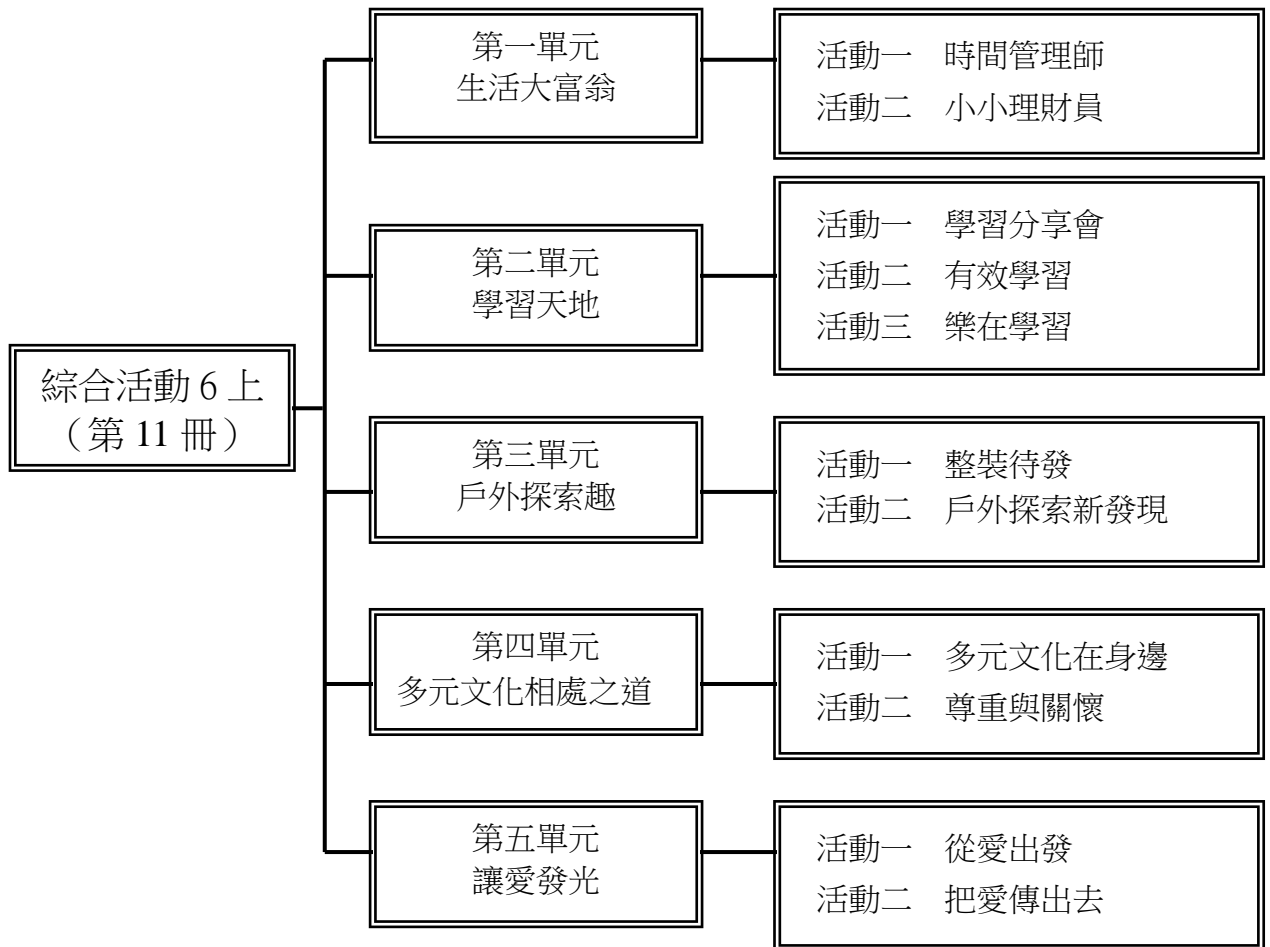 綜合活動 6 上
（第 11 冊）
第一單元
生活大富翁
活動一　時間管理師
活動二　小小理財員
第二單元
學習天地
活動一　學習分享會
活動二　有效學習
活動三　樂在學習
第三單元
戶外探索趣
活動一　整裝待發
活動二　戶外探索新發現
第四單元
多元文化相處之道
活動一　多元文化在身邊
活動二　尊重與關懷
第五單元
讓愛發光
活動一　從愛出發
活動二　把愛傳出去